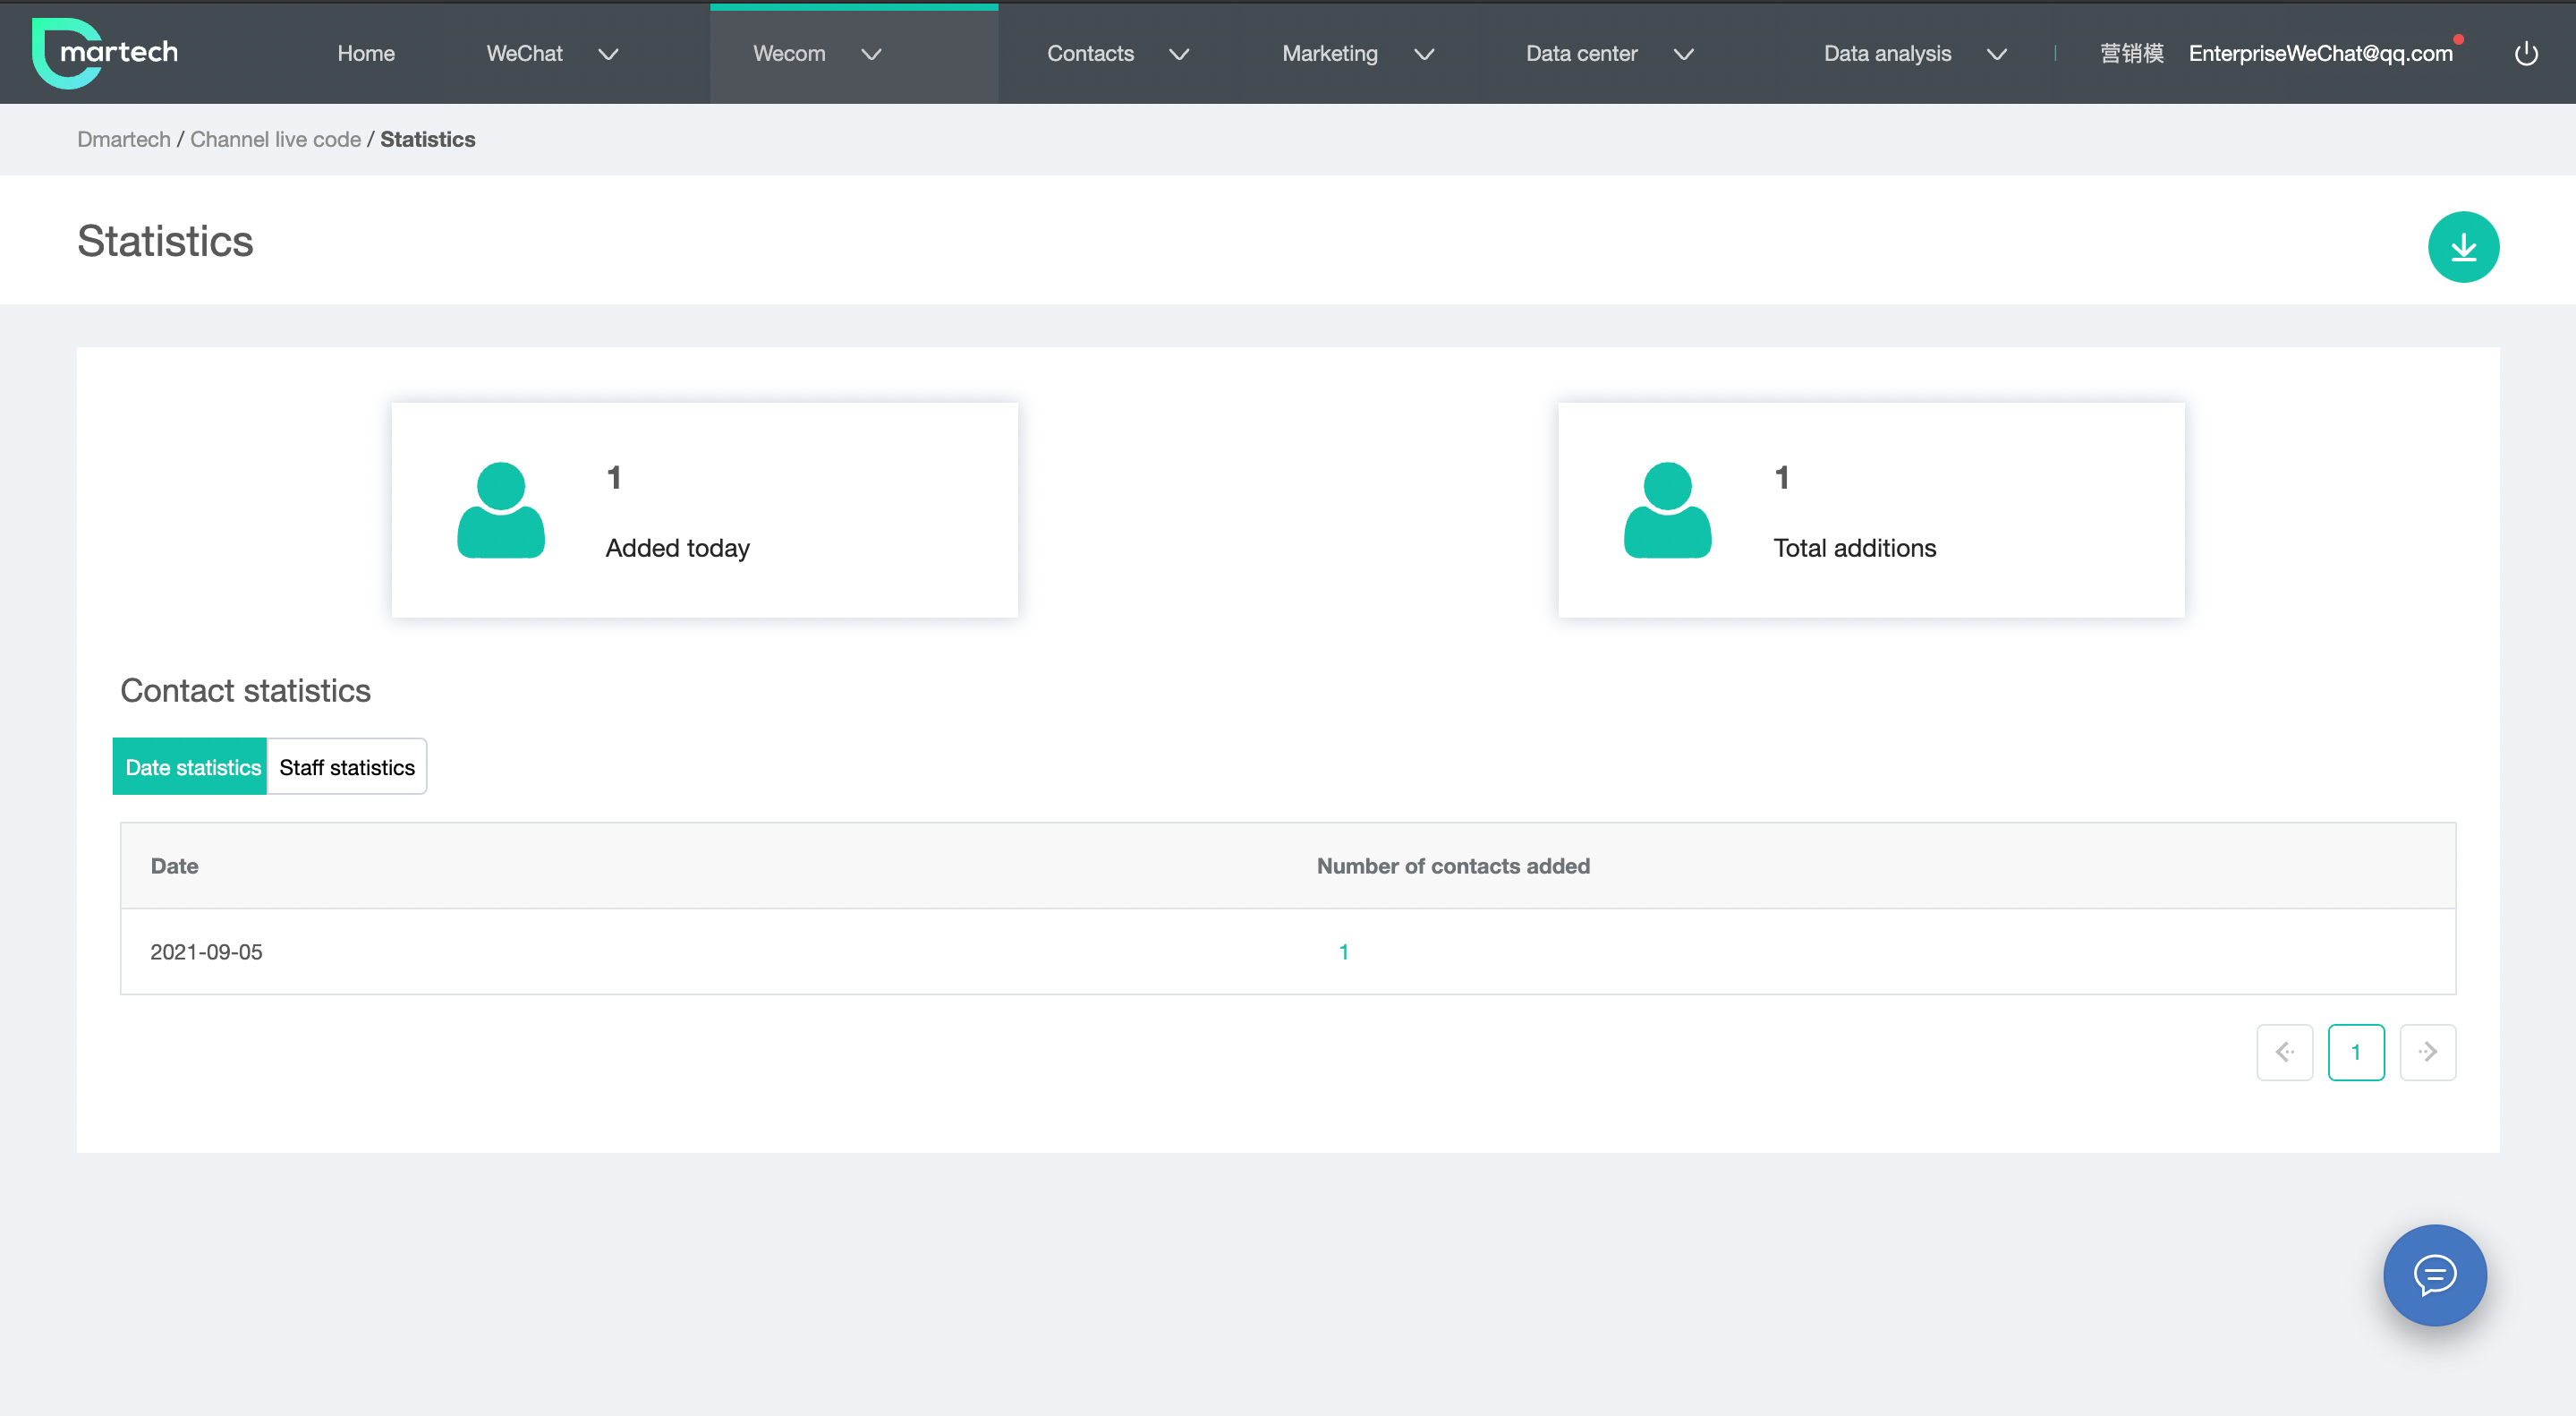 martech
Home WeChat Wecom Contacts Marketing Data center Data analysis 营销模 EnterpriseWeChat@qq.com
Dmartech / Channel live code / Statistics
Statistics
1
Added today
1
Total additions
Contact statistics
Date statistics Staff statistics
Date Number of contacts added
2021-09-05 1
1